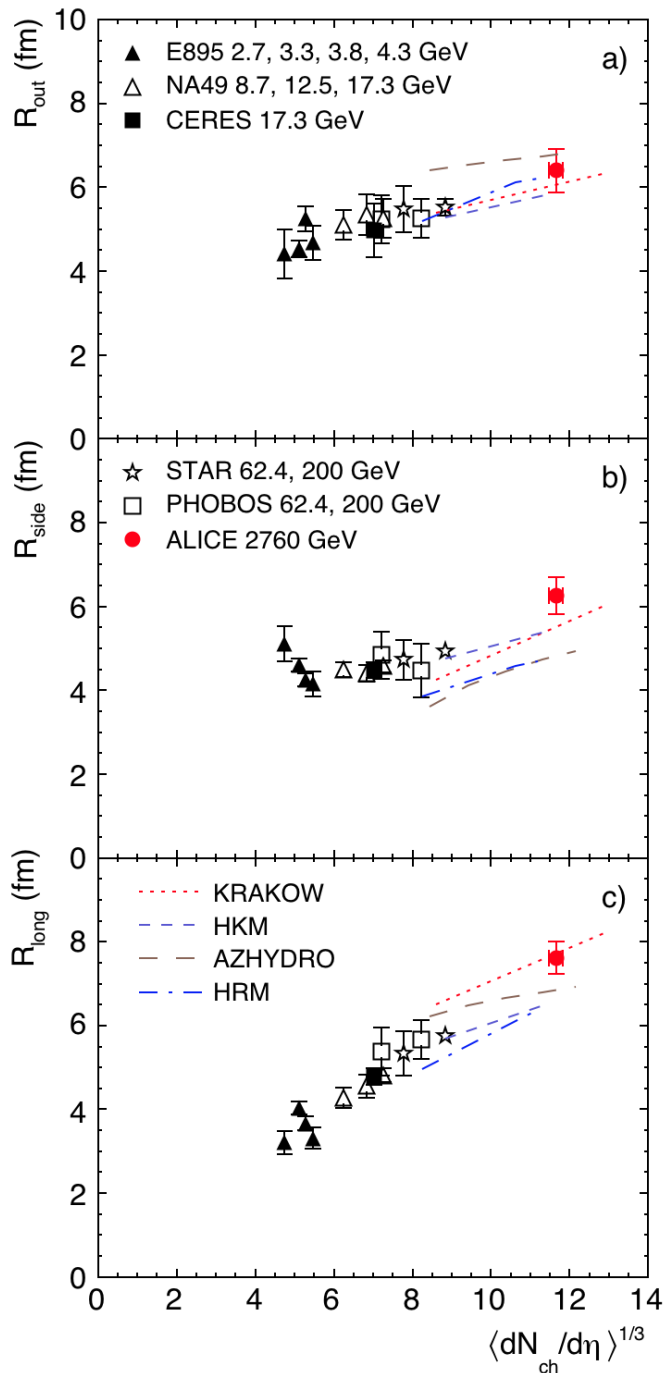 10
R_out (fm)
▲ E895 2.7, 3.3, 3.8, 4.3 GeV
a)
△ NA49 8.7, 12.5, 17.3 GeV
■ CERES 17.3 GeV
8
6
4
2
0
R_side (fm)
☆ STAR 62.4, 200 GeV
b)
□ PHOBOS 62.4, 200 GeV
● ALICE 2760 GeV
8
6
4
2
0
R_long (fm)
KRAKOW
c)
HKM
AZHYDRO
HRM
8
6
4
2
0
0 2 4 6 8 10 12 14
⟨dN_ch/dη⟩^1/3